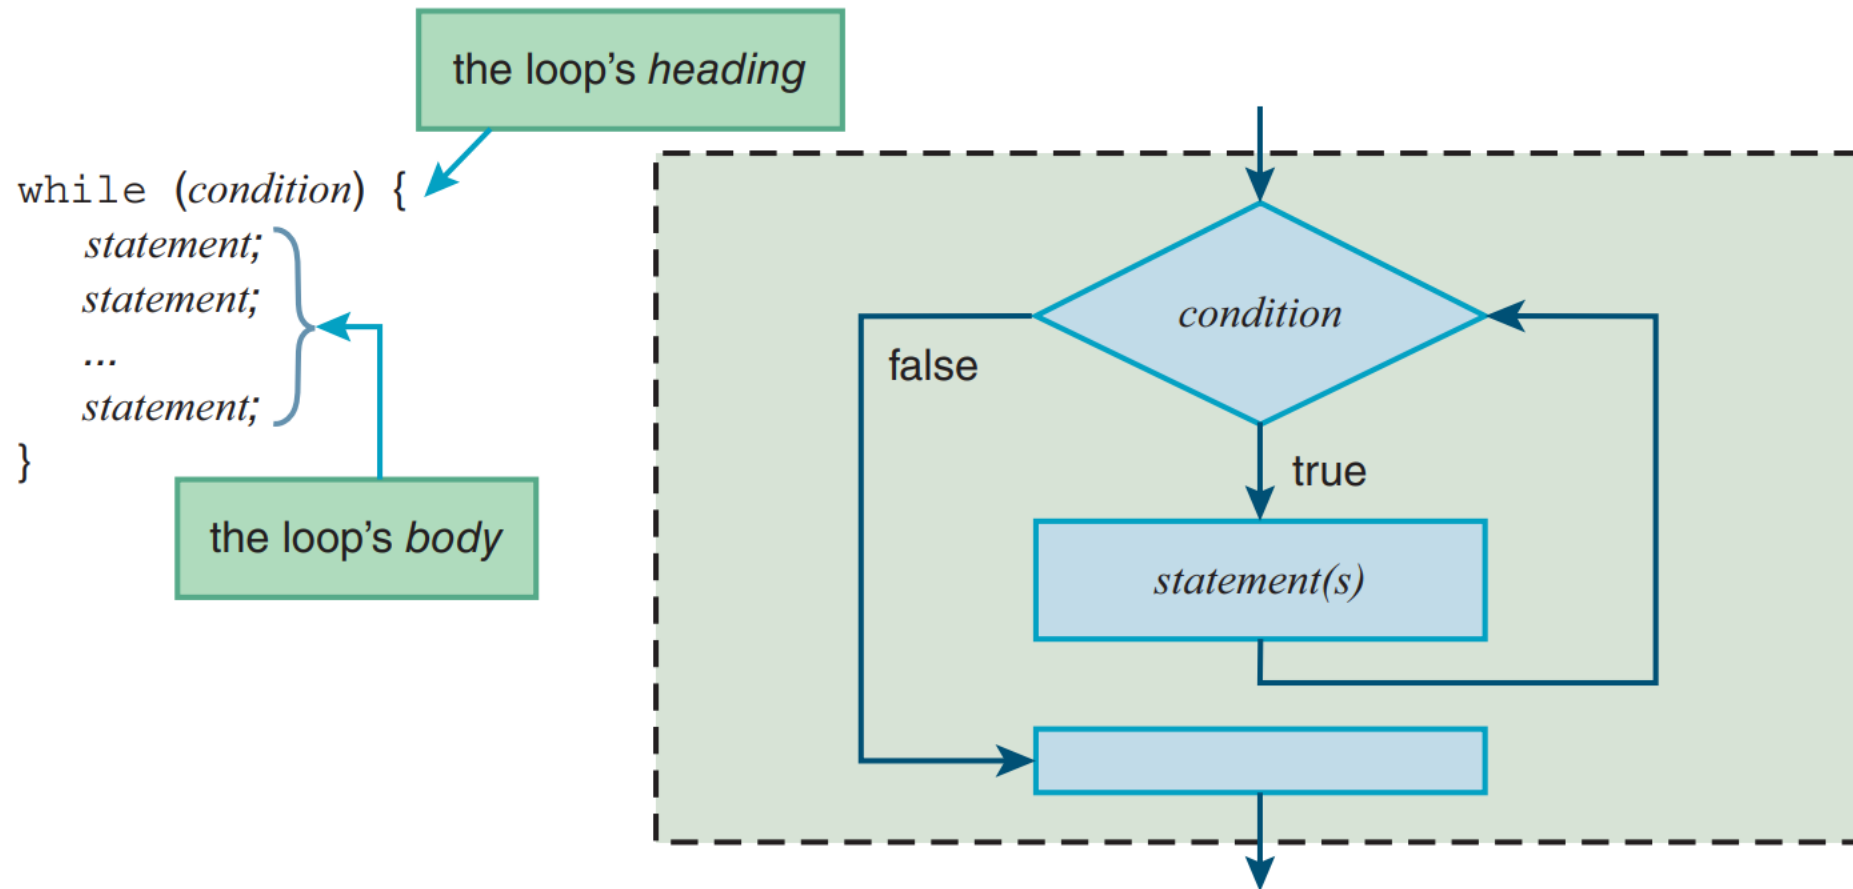 the loop’s heading
while (condition) {
statement;
statement;
...
statement;
}
the loop’s body
condition
false
true
statement(s)